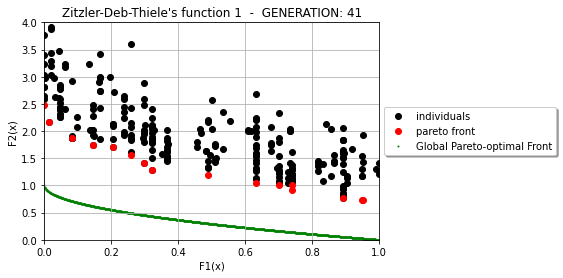 Zitzler-Deb-Thiele's function 1 - GENERATION: 41
4.0
3.5
3.0
2.5
2.0
1.5
1.0
0.5
0.0
F2(x)
0.0 0.2 0.4 0.6 0.8 1.0
F1(x)
individuals
pareto front
Global Pareto-optimal Front